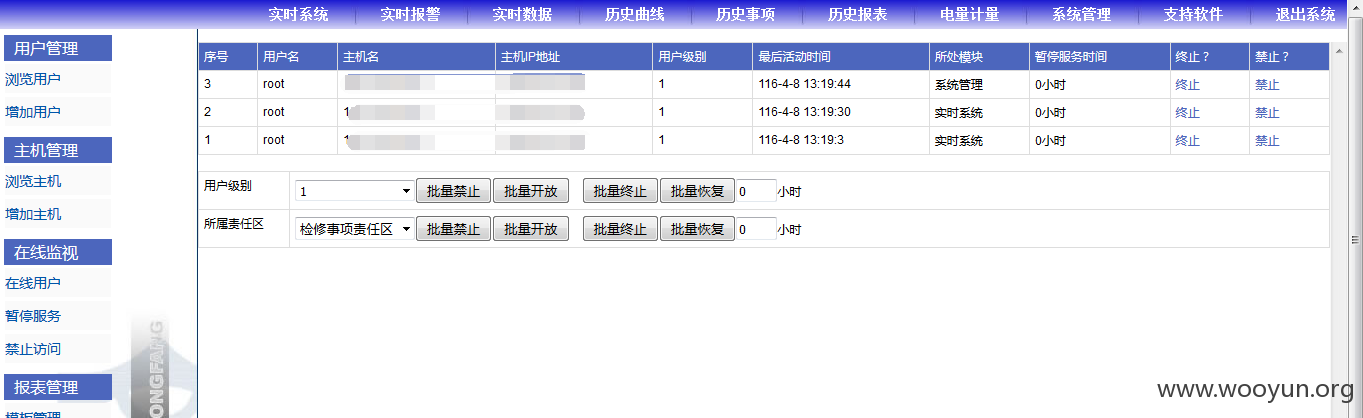 实时系统 实时报警 实时数据 历史曲线 历史事项 历史报表 电量计量 系统管理 支持软件 退出系统
用户管理
浏览用户
增加用户
主机管理
浏览主机
增加主机
在线监视
在线用户
暂停服务
禁止访问
报表管理
模板管理
序号 用户名 主机名 主机IP地址 用户级别 最后活动时间 所处模块 暂停服务时间 终止？ 禁止？
3 root 1 116-4-8 13:19:44 系统管理 0小时 终止 禁止
2 root 1 1 116-4-8 13:19:30 实时系统 0小时 终止 禁止
1 root 1 1 116-4-8 13:19:3 实时系统 0小时 终止 禁止
用户级别 1 批量禁止 批量开放 批量终止 批量恢复 0 小时
所属责任区 检修事项责任区 批量禁止 批量开放 批量终止 批量恢复 0 小时
ONGFANG
www.wooyun.org